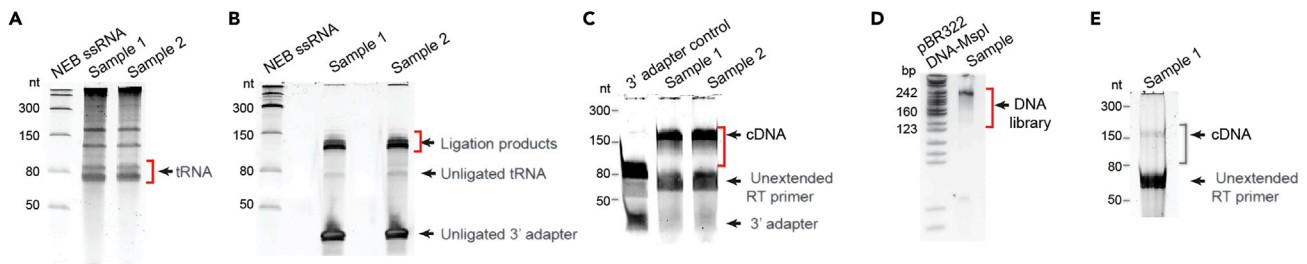 A
NEB ssRNA
Sample 1
Sample 2
nt
300
150
80
50
tRNA
B
NEB ssRNA
Sample 1
Sample 2
nt
300
150
80
50
Ligation products
Unligated tRNA
Unligated 3' adapter
C
3' adapter control
Sample 1
Sample 2
nt
300
150
80
50
cDNA
Unextended
RT primer
3' adapter
D
pBR322
DNA-MspI
Sample
bp
242
160
123
DNA
library
E
Sample 1
nt
300
150
80
50
cDNA
Unextended
RT primer